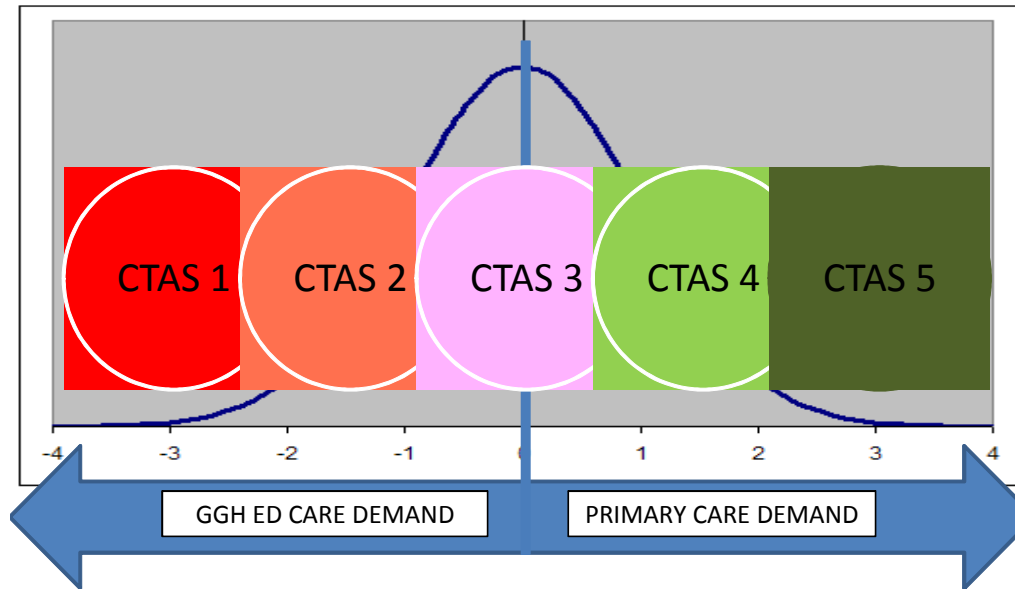 CTAS 1 CTAS 2 CTAS 3 CTAS 4 CTAS 5
-4 -3 -2 -1 1 2 3 4
GGH ED CARE DEMAND PRIMARY CARE DEMAND